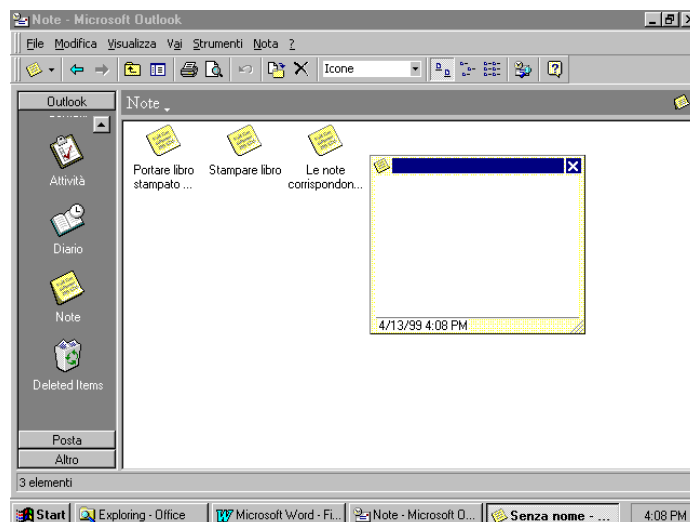 Note - Microsoft Outlook
File Modifica Visualizza Vai Strumenti Nota ?
Icone
Outlook
Note
Attività
Diario
Note
Deleted Items
Posta
Altro
Portare libro
stampato ...
Stampare libro
Le note
corrispondon...
4/13/99 4:08 PM
3 elementi
Start
Exploring - Office
Microsoft Word - Fi...
Note - Microsoft O...
Senza nome - ...
4:08 PM